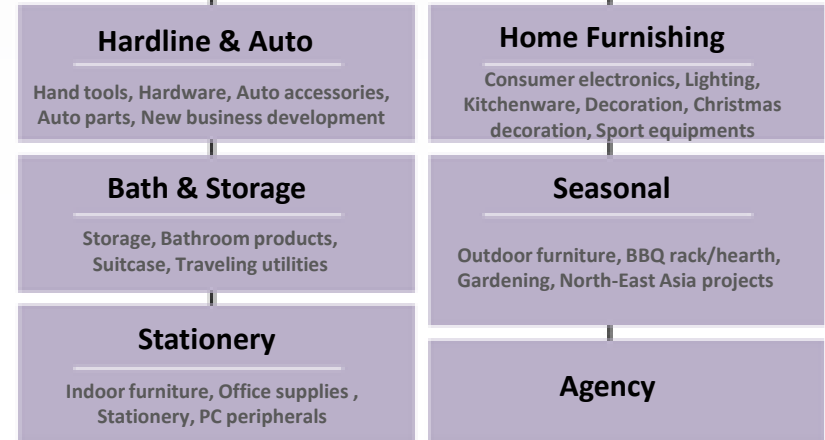 Hardline & Auto
Hand tools, Hardware, Auto accessories,
Auto parts, New business development
Bath & Storage
Storage, Bathroom products,
Suitcase, Traveling utilities
Stationery
Indoor furniture, Office supplies ,
Stationery, PC peripherals
Home Furnishing
Consumer electronics, Lighting,
Kitchenware, Decoration, Christmas
decoration, Sport equipments
Seasonal
Outdoor furniture, BBQ rack/hearth,
Gardening, North-East Asia projects
Agency